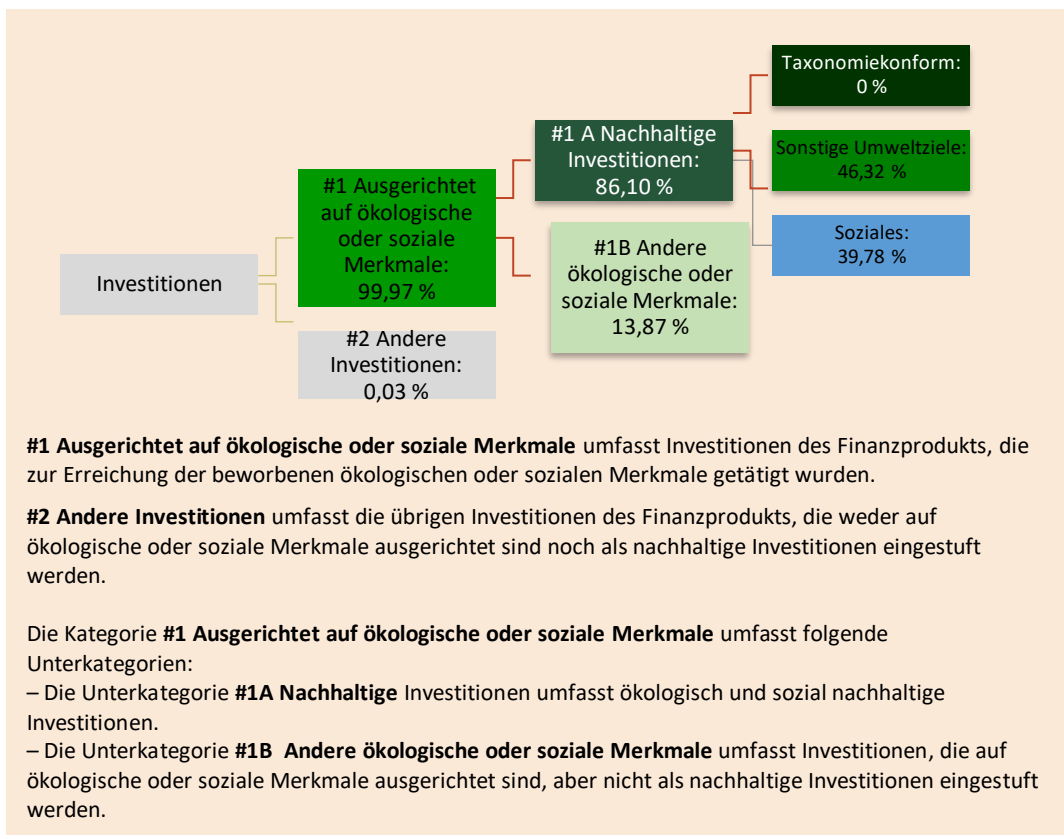 Taxonomiekonform:
0 %
#1 A Nachhaltige
Investitionen:
86,10 %
Sonstige Umweltziele:
46,32 %
#1 Ausgerichtet
auf ökologische
oder soziale
Merkmale:
99,97 %
Soziales:
39,78 %
#1B Andere
ökologische oder
soziale Merkmale:
13,87 %
Investitionen
#2 Andere
Investitionen:
0,03 %
#1 Ausgerichtet auf ökologische oder soziale Merkmale umfasst Investitionen des Finanzprodukts, die
zur Erreichung der beworbenen ökologischen oder sozialen Merkmale getätigt wurden.
#2 Andere Investitionen umfasst die übrigen Investitionen des Finanzprodukts, die weder auf
ökologische oder soziale Merkmale ausgerichtet sind noch als nachhaltige Investitionen eingestuft
werden.
Die Kategorie #1 Ausgerichtet auf ökologische oder soziale Merkmale umfasst folgende
Unterkategorien:
– Die Unterkategorie #1A Nachhaltige Investitionen umfasst ökologisch und sozial nachhaltige
Investitionen.
– Die Unterkategorie #1B Andere ökologische oder soziale Merkmale umfasst Investitionen, die auf
ökologische oder soziale Merkmale ausgerichtet sind, aber nicht als nachhaltige Investitionen eingestuft
werden.